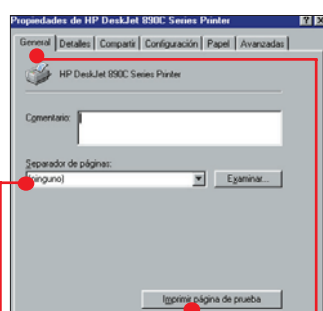 Propiedades de HP DeskJet 890C Series Printer
General Detalles Compartir Configuración Papel Avanzadas
HP DeskJet 890C Series Printer
Comentario:
Separador de páginas:
(ninguno) Examinar...
Imprimir página de prueba